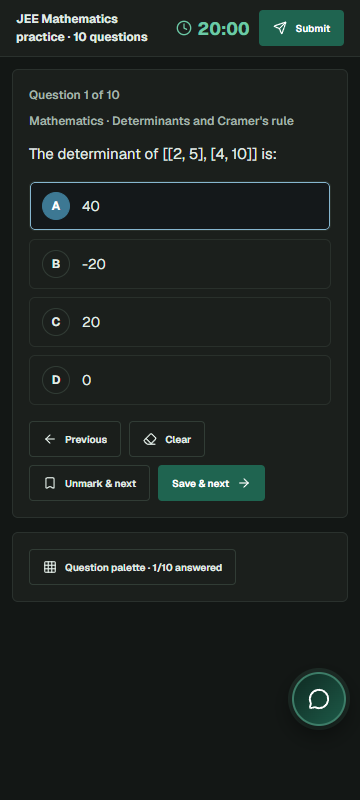 JEE Mathematics
practice · 10 questions
20:00
Submit
Question 1 of 10
Mathematics · Determinants and Cramer's rule
The determinant of [[2, 5], [4, 10]] is:
A 40
B -20
C 20
D 0
Previous
Clear
Unmark & next
Save & next
Question palette · 1/10 answered